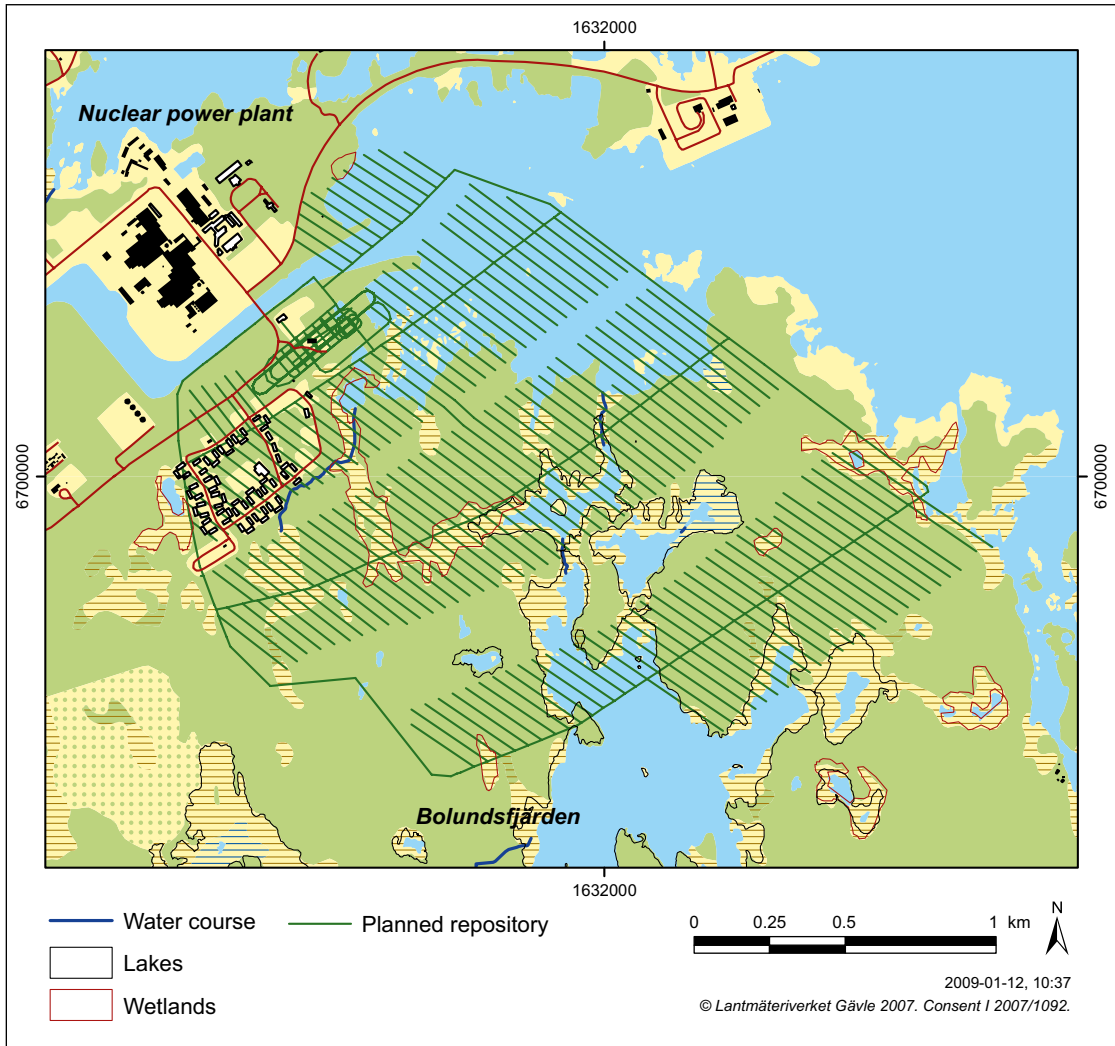 1632000
Nuclear power plant
6700000
6700000
Bolundsfjärden
1632000
Water course
Planned repository
Lakes
Wetlands
0 0.25 0.5 1 km
N
2009-01-12, 10:37
© Lantmäteriverket Gävle 2007. Consent I 2007/1092.